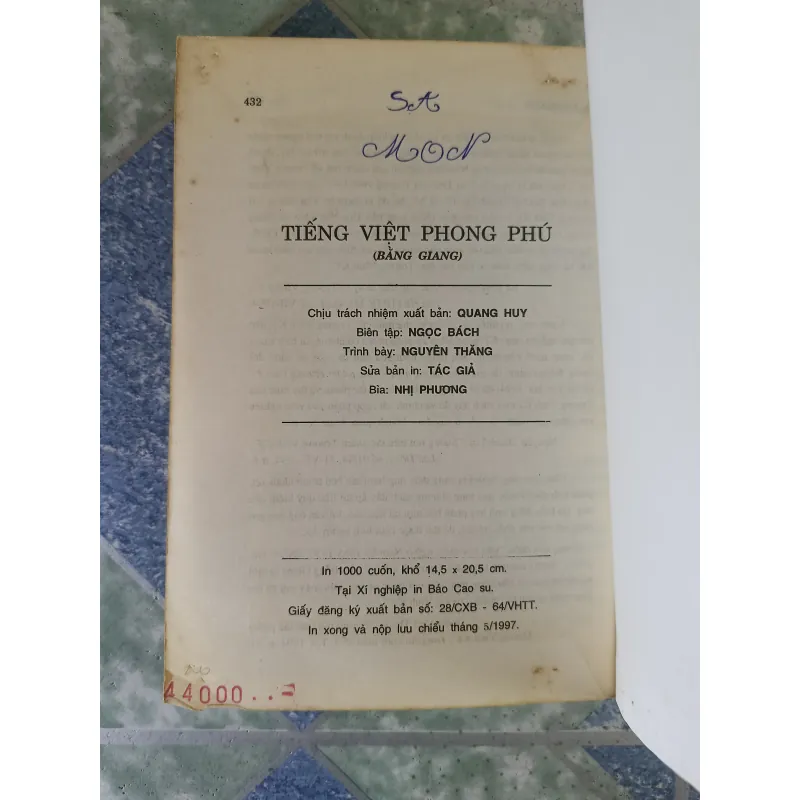 432
SA
MON
TIẾNG VIỆT PHONG PHÚ
(BẰNG GIANG)
Chịu trách nhiệm xuất bản: QUANG HUY
Biên tập: NGỌC BÁCH
Trình bày: NGUYÊN THĂNG
Sửa bản in: TÁC GIẢ
Bìa: NHỊ PHƯƠNG
In 1000 cuốn, khổ 14,5 x 20,5 cm.
Tại Xí nghiệp in Báo Cao su.
Giấy đăng ký xuất bản số: 28/CXB - 64/VHTT.
In xong và nộp lưu chiểu tháng 5/1997.
44000..=